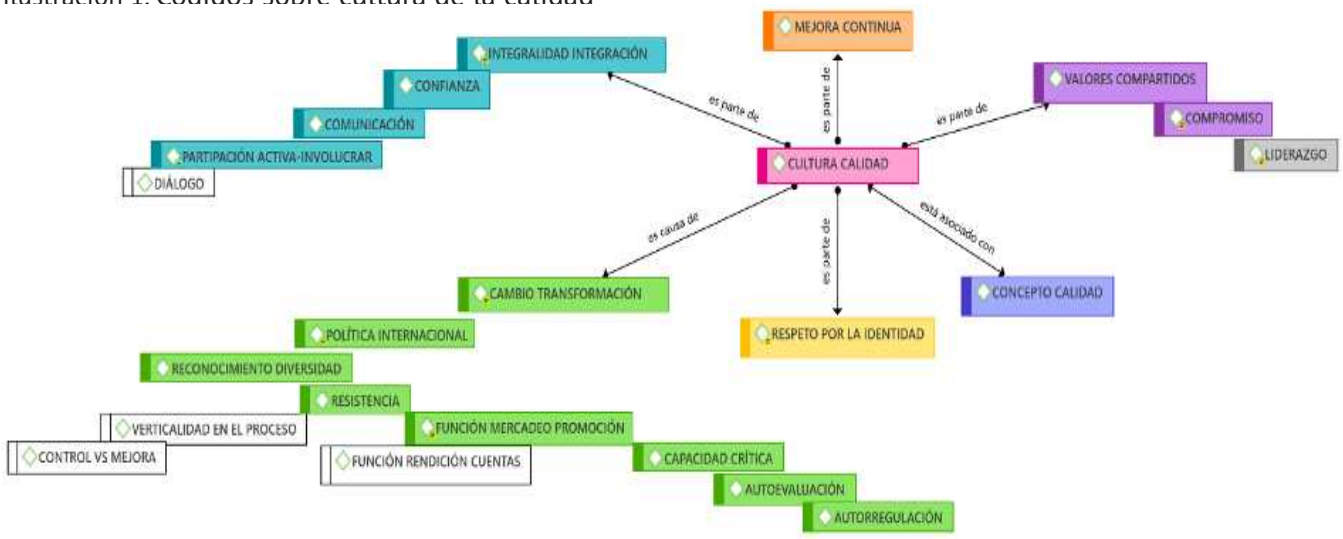 Ilustración 1. Códigos sobre cultura de la calidad
MEJORA CONTINUA
INTEGRALIDAD INTEGRACIÓN
CONFIANZA
COMUNICACIÓN
PARTIPACIÓN ACTIVA-INVOLUCRAR
DIÁLOGO
VALORES COMPARTIDOS
COMPROMISO
LIDERAZGO
es parte de
es parte de
es parte de
CULTURA CALIDAD
es causa de
es parte de
está asociado con
CAMBIO TRANSFORMACIÓN
CONCEPTO CALIDAD
RESPETO POR LA IDENTIDAD
POLÍTICA INTERNACIONAL
RECONOCIMIENTO DIVERSIDAD
RESISTENCIA
VERTICALIDAD EN EL PROCESO
CONTROL VS MEJORA
FUNCIÓN MERCADEO PROMOCIÓN
FUNCIÓN RENDICIÓN CUENTAS
CAPACIDAD CRÍTICA
AUTOEVALUACIÓN
AUTORREGULACIÓN